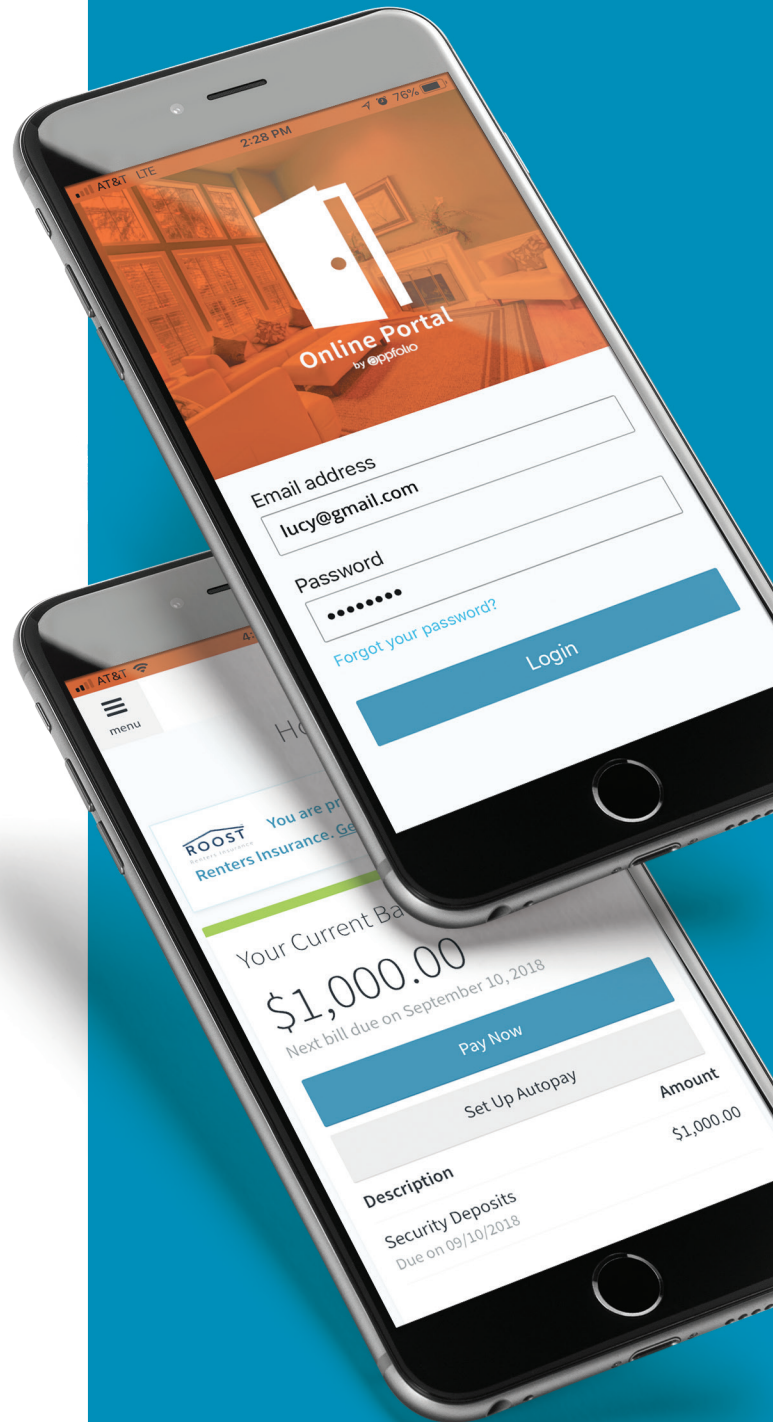 AT&T LTE
2:28 PM
76%
Online Portal
by appfolio
Email address
lucy@gmail.com
Password
••••••••
Forgot your password?
Login
AT&T
menu
ROOST
Renters Insurance
You are
Renters Insurance.
Your Current
$1,000.00
Next bill due on September 10, 2018
Pay Now
Set Up Autopay
Description Amount
Security Deposits $1,000.00
Due on 09/10/2018